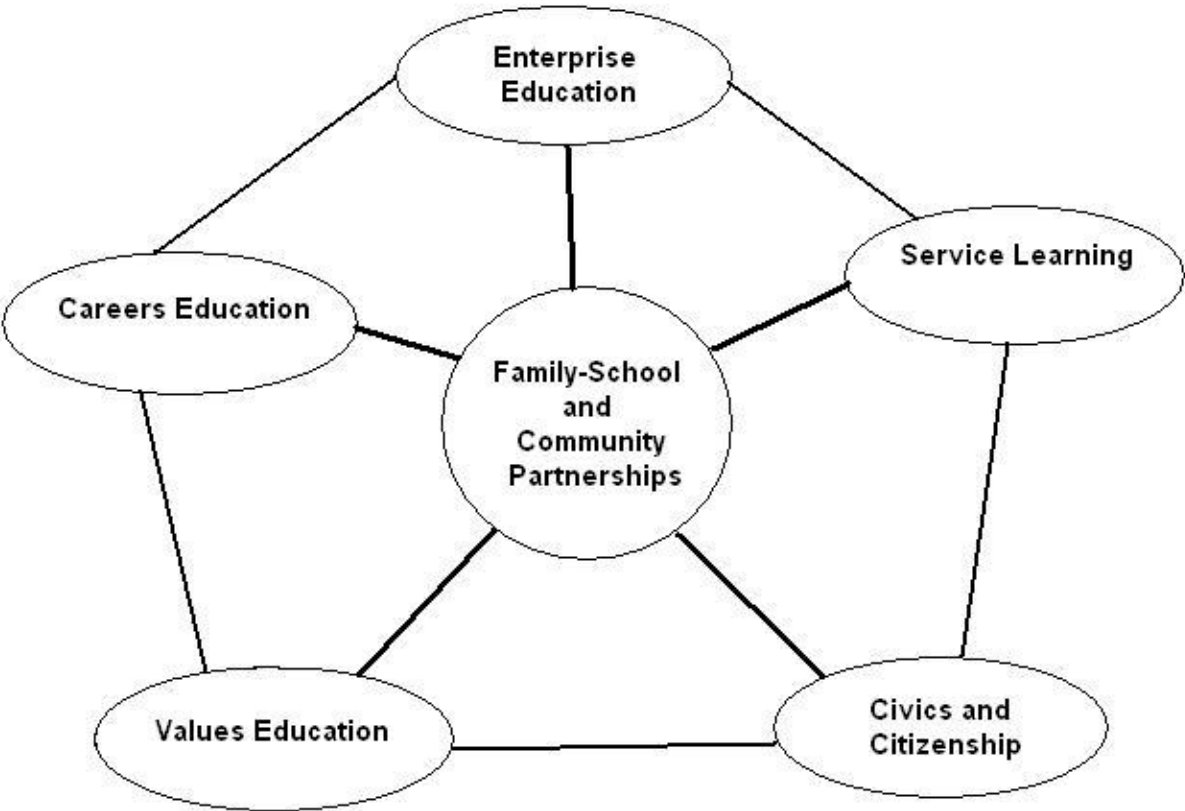 Enterprise
Education
Service Learning
Careers Education
Family-School
and
Community
Partnerships
Values Education
Civics and
Citizenship